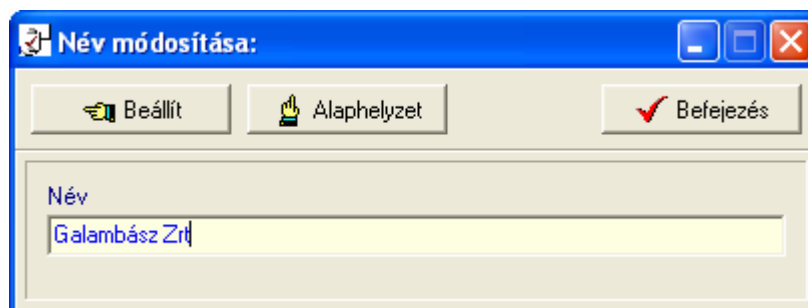 Név módosítása:
Beállít Alaphelyzet Befejezés
Név
Galambász Zrt